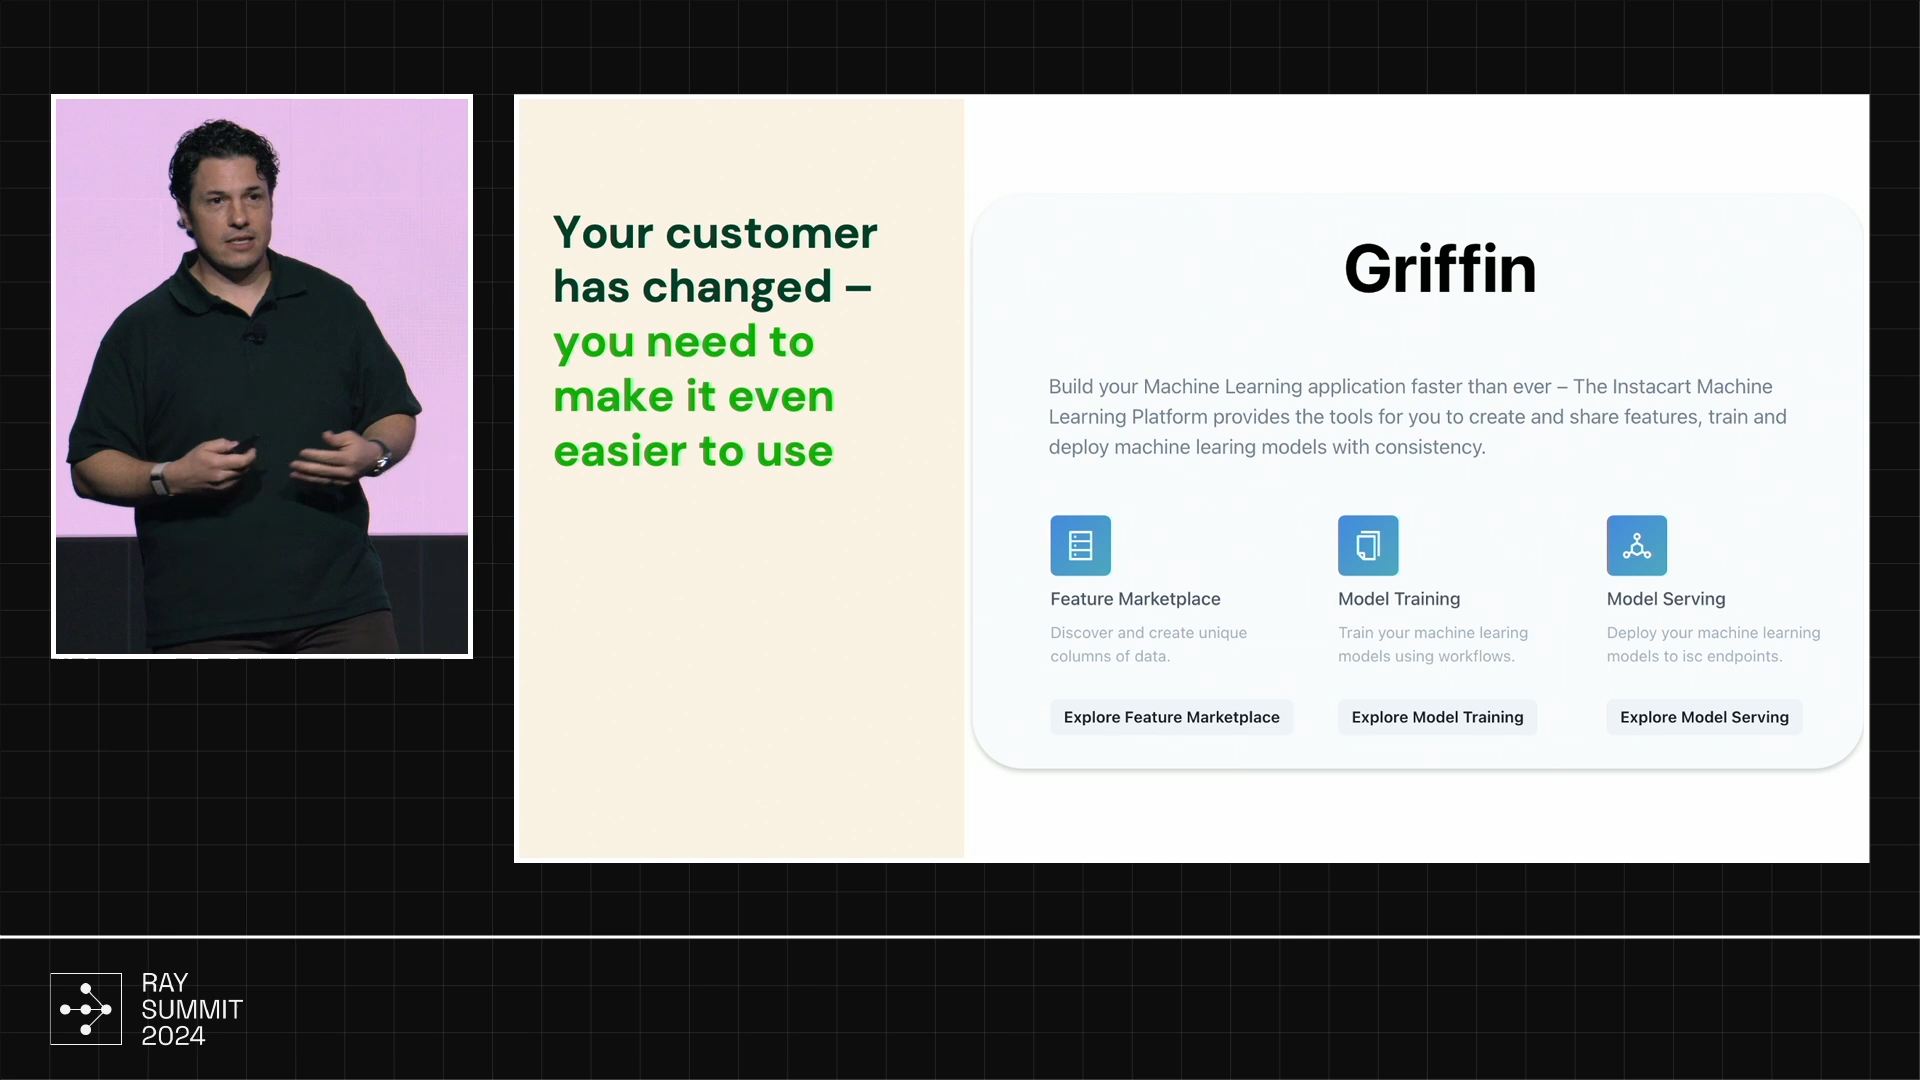 Your customer
has changed –
you need to
make it even
easier to use
Griffin
Build your Machine Learning application faster than ever – The Instacart Machine
Learning Platform provides the tools for you to create and share features, train and
deploy machine learing models with consistency.
Feature Marketplace
Discover and create unique
columns of data.
Explore Feature Marketplace
Model Training
Train your machine learing
models using workflows.
Explore Model Training
Model Serving
Deploy your machine learning
models to isc endpoints.
Explore Model Serving
RAY
SUMMIT
2024